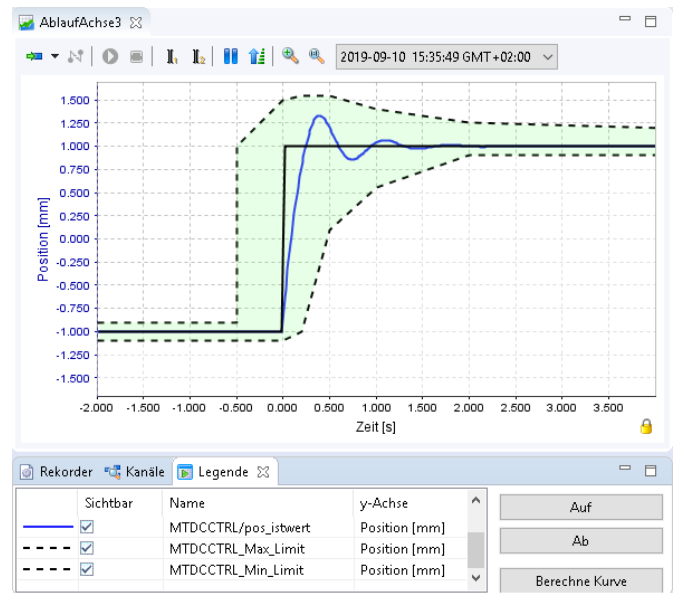 AblaufAchse3
2019-09-10 15:35:49 GMT+02:00
1.500
1.250
1.000
0.750
0.500
0.250
0.000
-0.250
-0.500
-0.750
-1.000
-1.250
-1.500
Position [mm]
-2.000 -1.500 -1.000 -0.500 0.000 0.500 1.000 1.500 2.000 2.500 3.000 3.500
Zeit [s]
Rekorder Kanäle Legende
Sichtbar Name y-Achse
MTDCCTRL/pos_istwert Position [mm]
MTDCCTRL_Max_Limit Position [mm]
MTDCCTRL_Min_Limit Position [mm]
Auf
Ab
Berechne Kurve